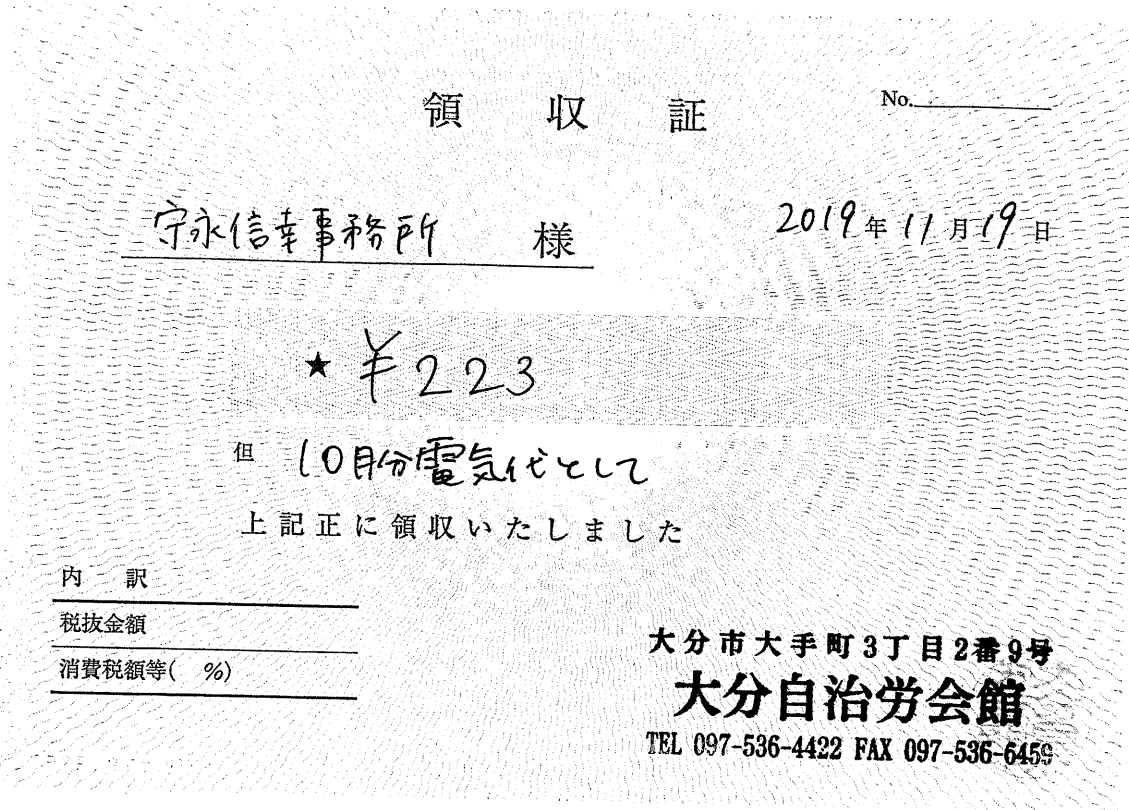 領収証
No.
守永信幸事務所 様
2019年11月19日
★ ¥223
但 10月分電気代として
上記正に領収いたしました
内 訳
税抜金額
消費税額等( %)
大分市大手町3丁目2番9号
大分自治労会館
TEL 097-536-4422 FAX 097-536-6459